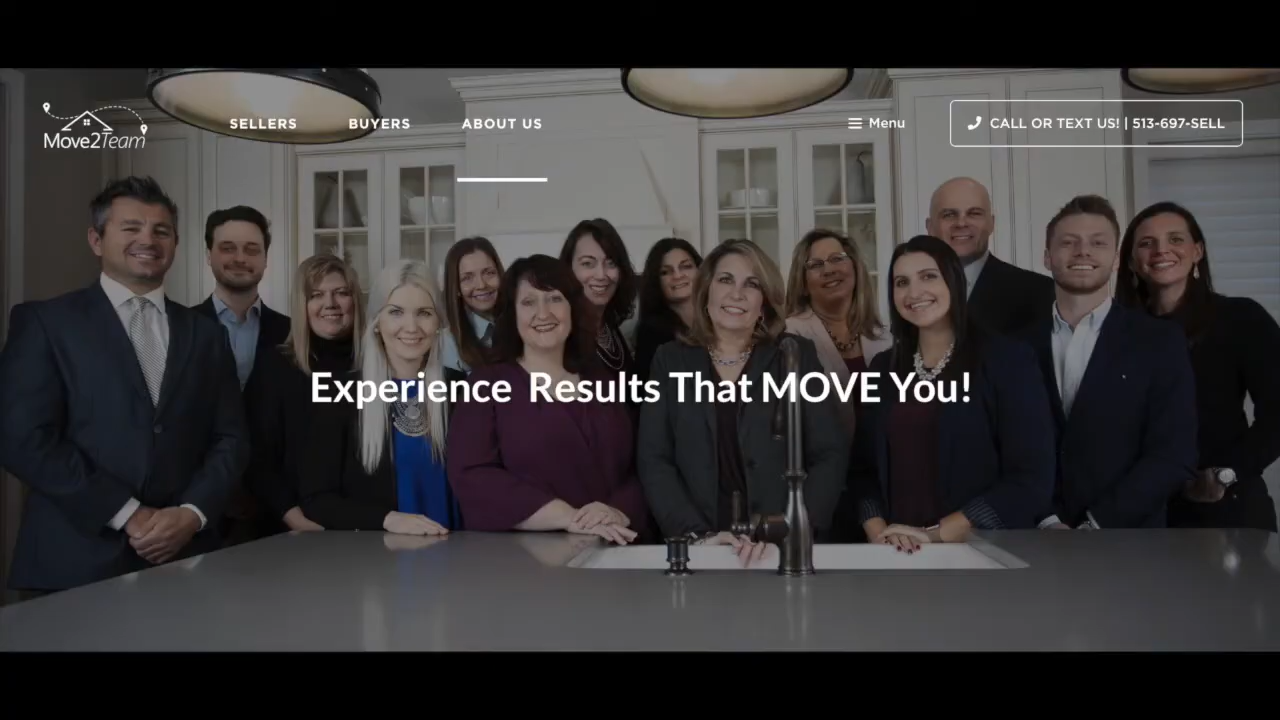 Move2Team
SELLERS
BUYERS
ABOUT US
Menu
CALL OR TEXT US! | 513-697-SELL
Experience Results That MOVE You!